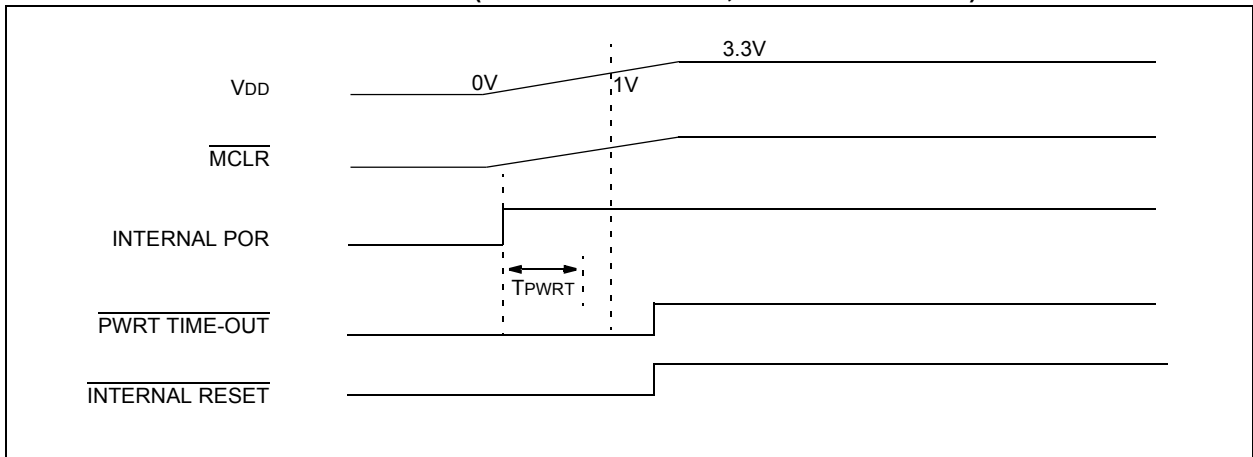 3.3V
VDD
0V
1V
MCLR
INTERNAL POR
TPWRT
PWRT TIME-OUT
INTERNAL RESET